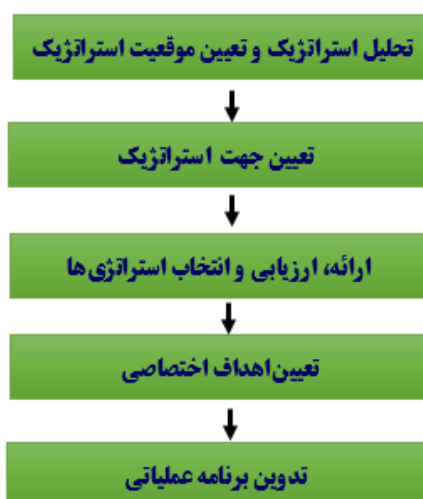 تحلیل استراتژیک و تعیین موقعیت استراتژیک
تعیین جهت استراتژیک
ارائه، ارزیابی و انتخاب استراتژی ها
تعیین اهداف اختصاصی
تدوین برنامه عملیاتی